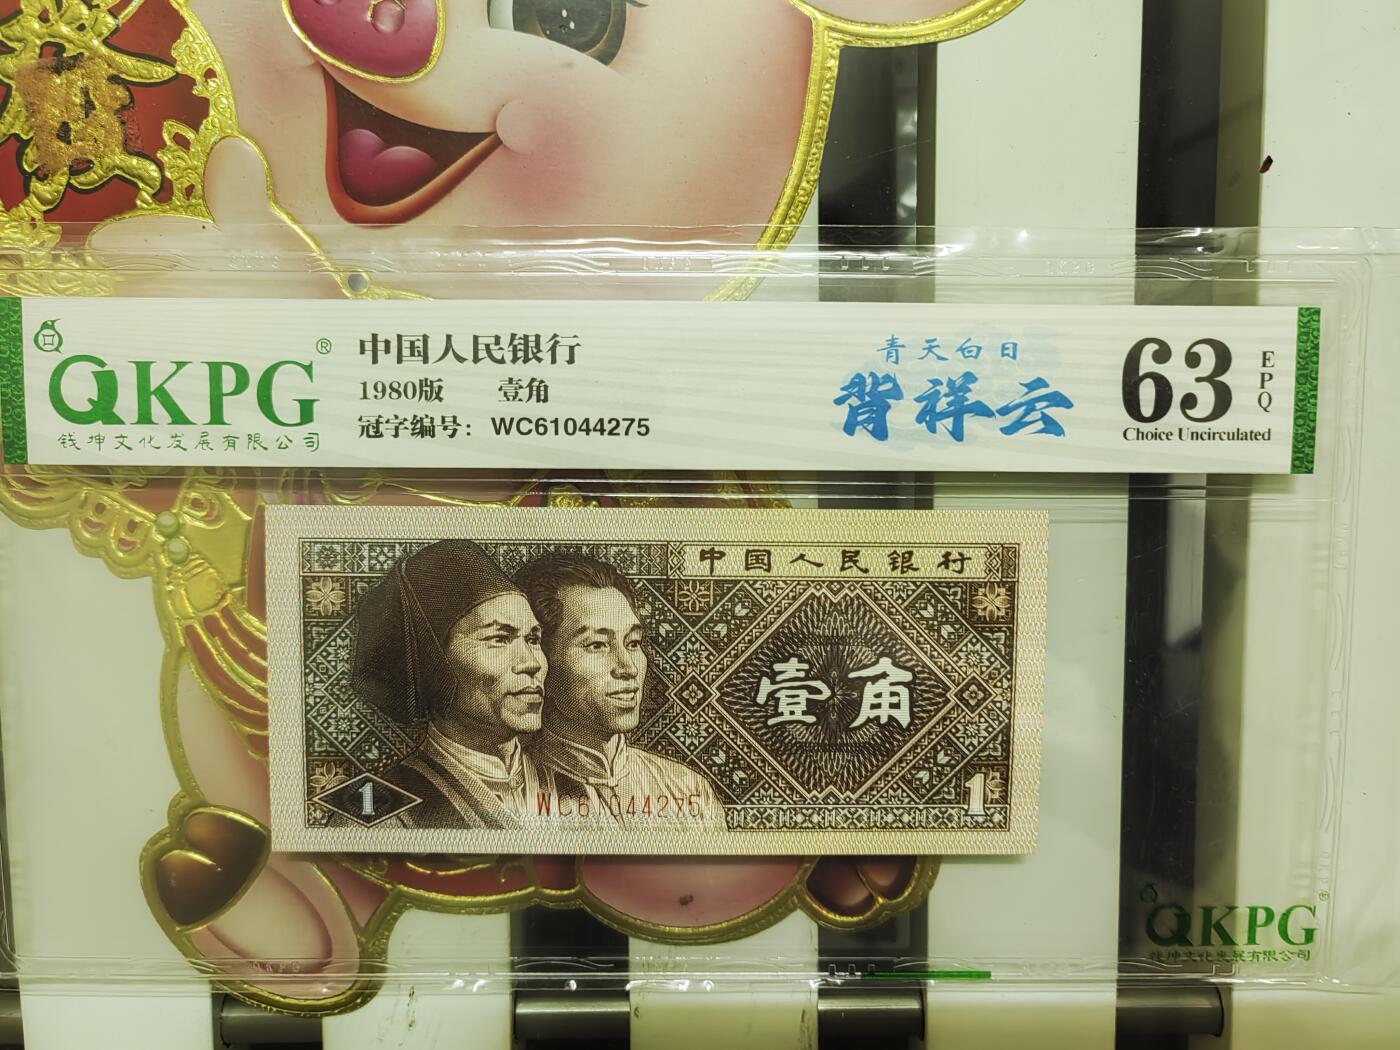 QKPG®
钱坤文化发展有限公司
中国人民银行
1980版 壹角
冠字编号: WC61044275
青天白日
背祥云
63
EPQ
Choice Uncirculated
中国人民银行
壹角
1
WC61044275
1
QKPG®
钱坤文化发展有限公司